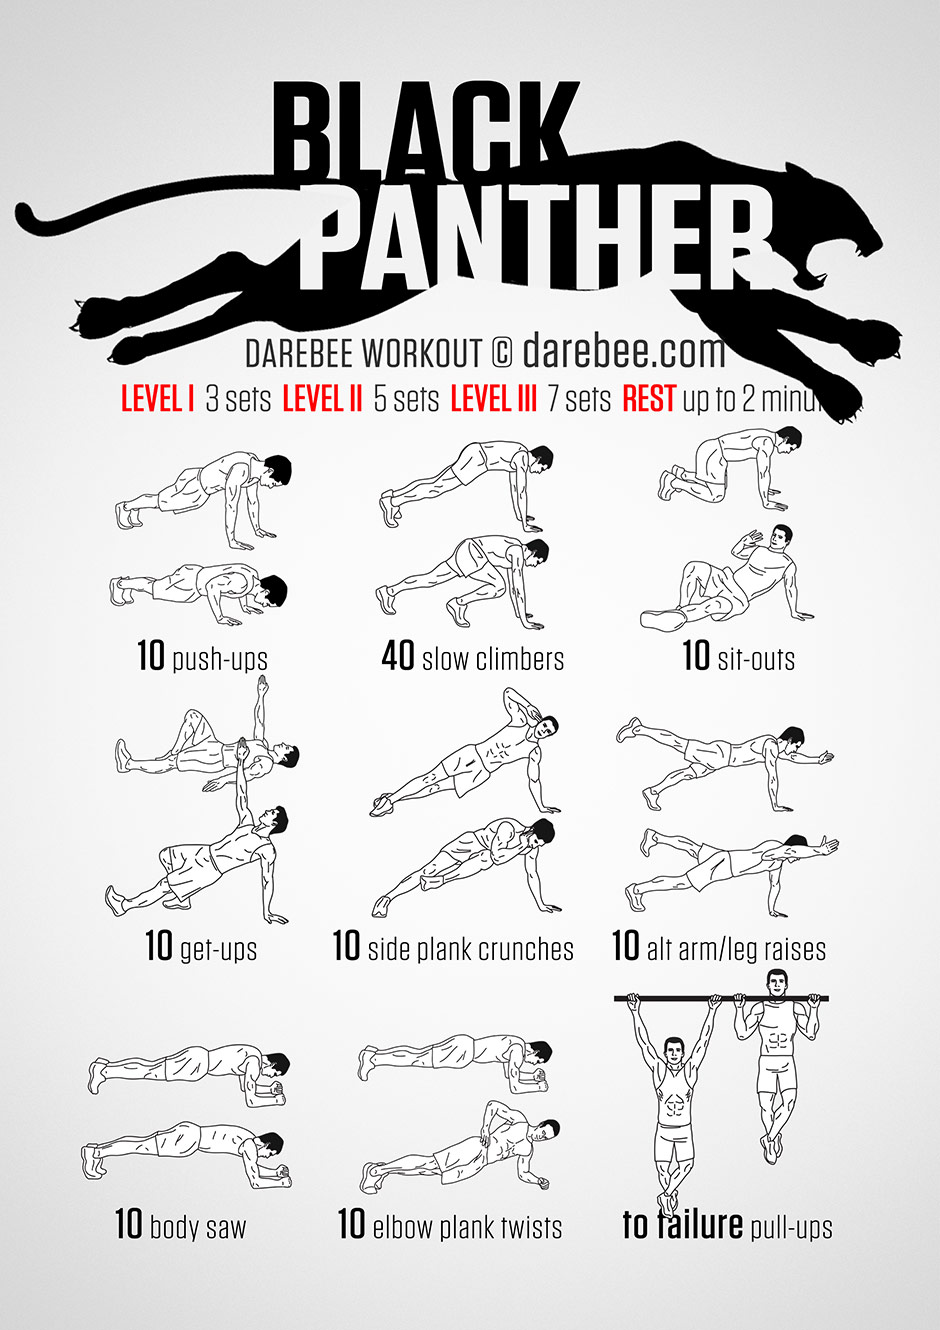 BLACK
PANTHER
DAREBEE WORKOUT © darebee.com
LEVEL I 3 sets LEVEL II 5 sets LEVEL III 7 sets REST up to 2
10 push-ups
40 slow climbers
10 sit-outs
10 get-ups
10 side plank crunches
10 alt arm/leg raises
10 body saw
10 elbow plank twists
to failure pull-ups